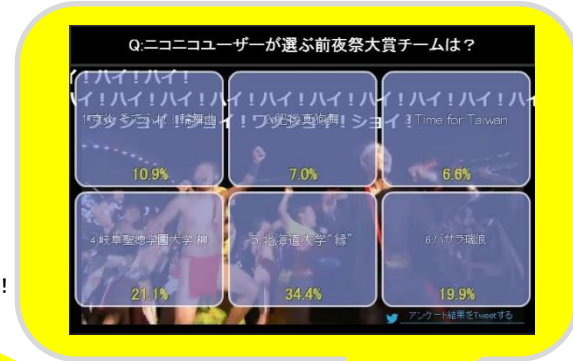 Q:ニコニコユーザーが選ぶ前夜祭大賞チームは?
イ!ハイ!ハイ!
イ!ハイ!ハイ!ハイ!ハイ!ハイ!ハイ!ハイ!ハ
ワッショイ!ショイ!ワッショイ!ショイ!
3.Time for Taiwan
10.9%
7.0%
6.6%
4.岐阜聖徳学園大学 柳
5.北海道大学“縁”
6.バサラ瑞浪
21.1%
34.4%
19.9%
アンケート結果をTweetする
!